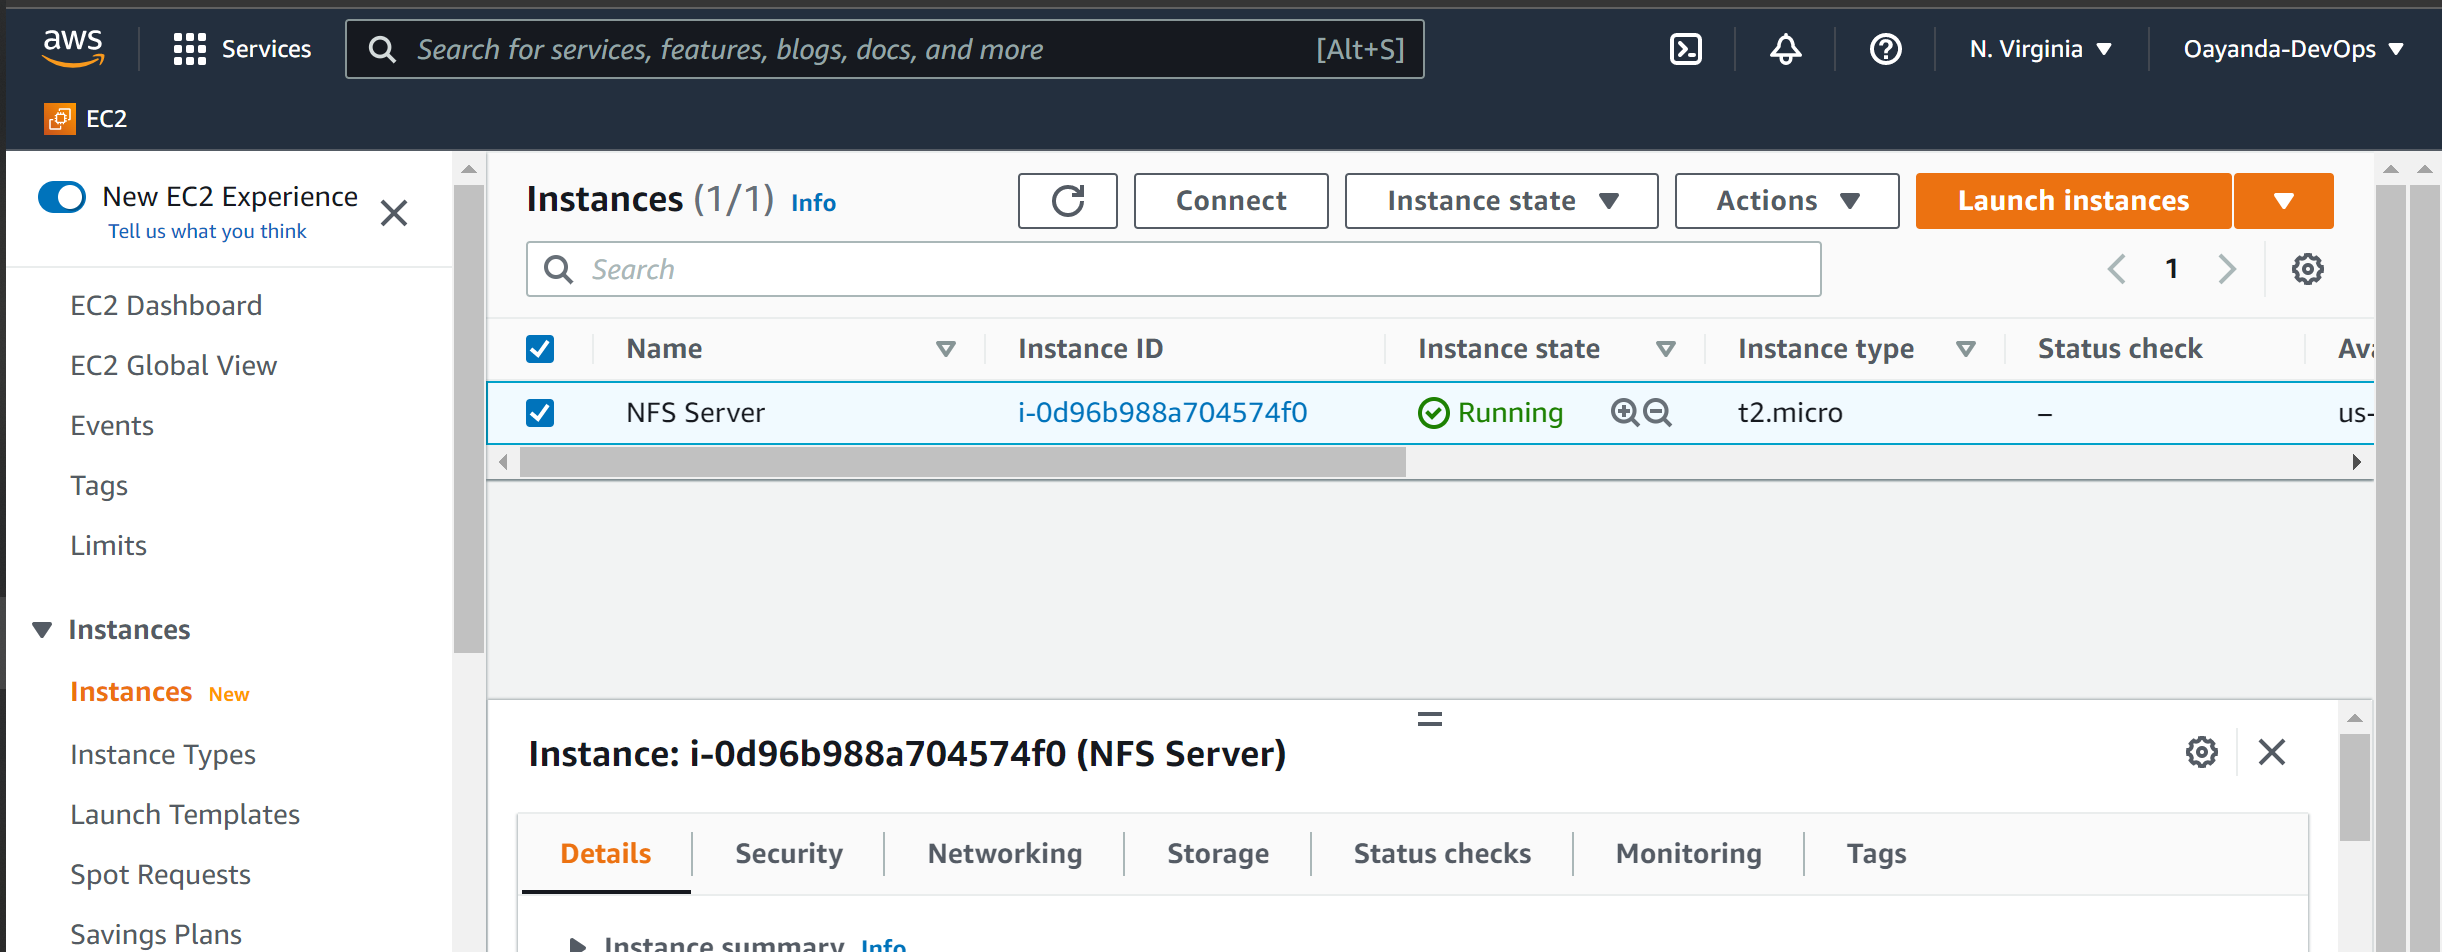 aws
Services
Search for services, features, blogs, docs, and more
[Alt+S]
N. Virginia
Oayanda-DevOps
EC2
New EC2 Experience
Tell us what you think
EC2 Dashboard
EC2 Global View
Events
Tags
Limits
Instances
Instances New
Instance Types
Launch Templates
Spot Requests
Savings Plans
Instances (1/1) Info
Connect
Instance state
Actions
Launch instances
Search
1
Name Instance ID Instance state Instance type Status check Ava
NFS Server i-0d96b988a704574f0 Running t2.micro – us-
Instance: i-0d96b988a704574f0 (NFS Server)
Details Security Networking Storage Status checks Monitoring Tags
Instance summary Info